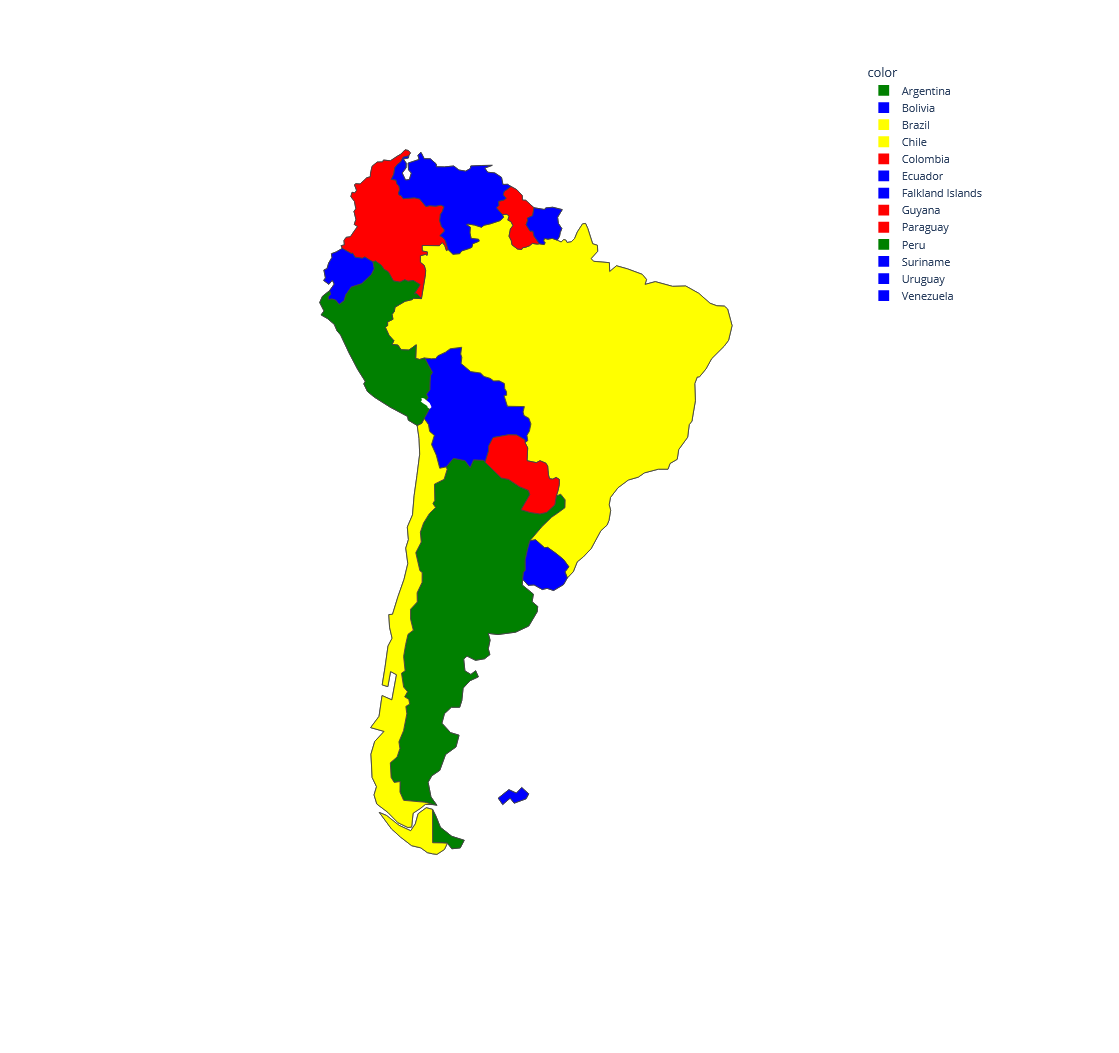 color
Argentina
Bolivia
Brazil
Chile
Colombia
Ecuador
Falkland Islands
Guyana
Paraguay
Peru
Suriname
Uruguay
Venezuela